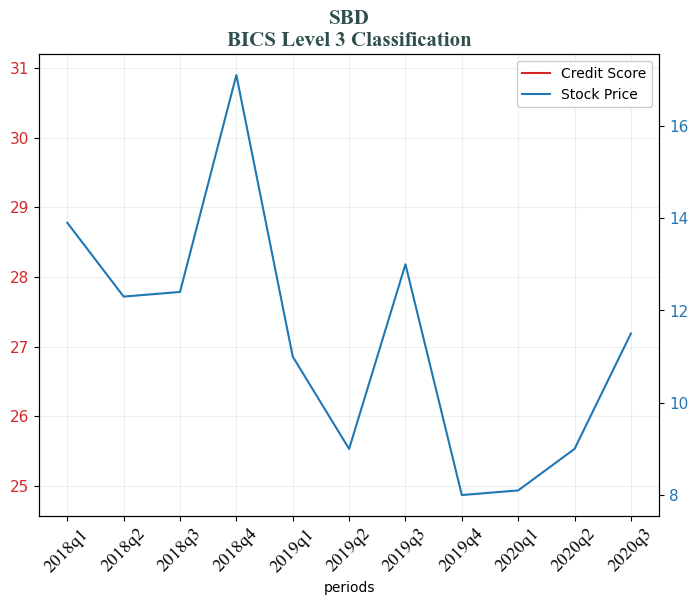 SBD
BICS Level 3 Classification
31
30
29
28
27
26
25
Credit Score
Stock Price
16
14
12
10
8
2018q1
2018q2
2018q3
2018q4
2019q1
2019q2
2019q3
2019q4
2020q1
2020q2
2020q3
periods